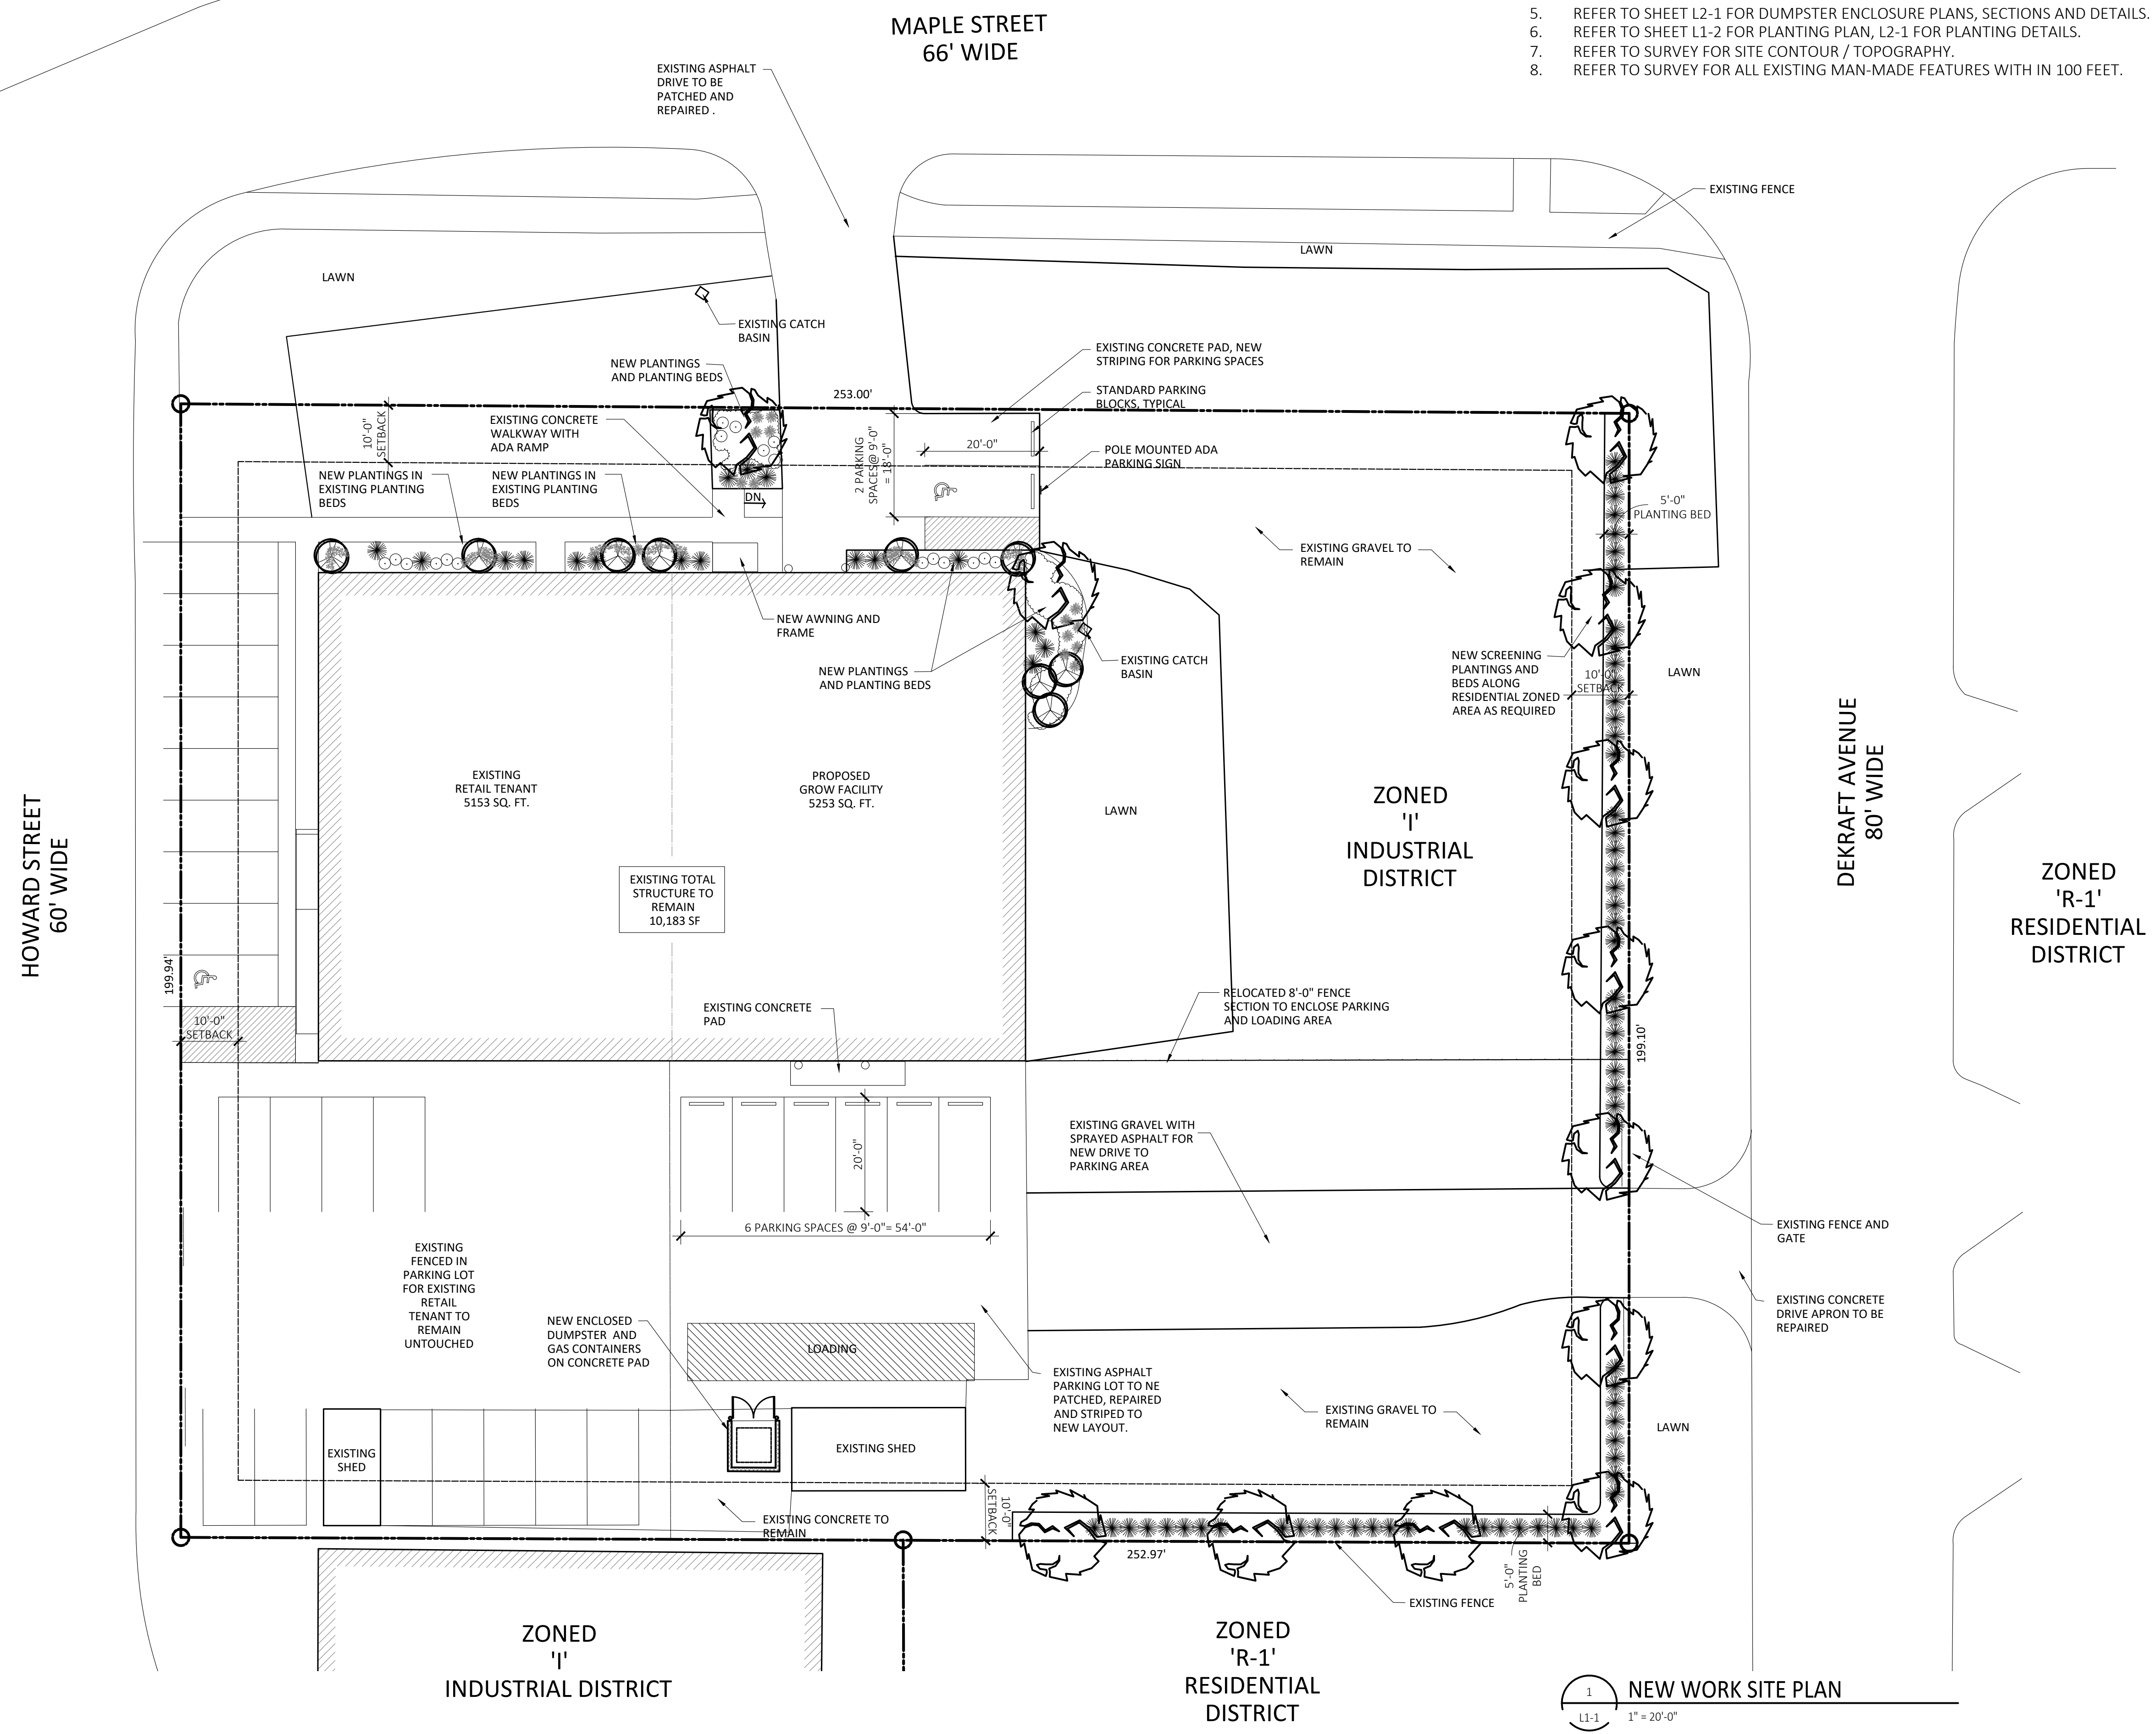 MAPLE STREET
66' WIDE
5. REFER TO SHEET L2-1 FOR DUMPSTER ENCLOSURE PLANS, SECTIONS AND DETAILS.
6. REFER TO SHEET L1-2 FOR PLANTING PLAN, L2-1 FOR PLANTING DETAILS.
7. REFER TO SURVEY FOR SITE CONTOUR / TOPOGRAPHY.
8. REFER TO SURVEY FOR ALL EXISTING MAN-MADE FEATURES WITH IN 100 FEET.
EXISTING ASPHALT
DRIVE TO BE
PATCHED AND
REPAIRED .
EXISTING FENCE
LAWN
LAWN
EXISTING CATCH
BASIN
NEW PLANTINGS
AND PLANTING BEDS
EXISTING CONCRETE PAD, NEW
STRIPING FOR PARKING SPACES
STANDARD PARKING
BLOCKS, TYPICAL
253.00'
10'-0"
SETBACK
EXISTING CONCRETE
WALKWAY WITH
ADA RAMP
2 PARKING
SPACES@ 9'-0"
= 18'-0"
20'-0"
POLE MOUNTED ADA
PARKING SIGN
NEW PLANTINGS IN
EXISTING PLANTING
BEDS
NEW PLANTINGS IN
EXISTING PLANTING
BEDS
DN
5'-0"
PLANTING BED
EXISTING GRAVEL TO
REMAIN
NEW AWNING AND
FRAME
NEW PLANTINGS
AND PLANTING BEDS
EXISTING CATCH
BASIN
NEW SCREENING
PLANTINGS AND
BEDS ALONG
RESIDENTIAL ZONED
AREA AS REQUIRED
10'-0"
SETBACK
LAWN
EXISTING
RETAIL TENANT
5153 SQ. FT.
PROPOSED
GROW FACILITY
5253 SQ. FT.
LAWN
ZONED
'I'
INDUSTRIAL
DISTRICT
DEKRAFT AVENUE
80' WIDE
HOWARD STREET
60' WIDE
ZONED
'R-1'
RESIDENTIAL
DISTRICT
EXISTING TOTAL
STRUCTURE TO
REMAIN
10,183 SF
199.94'
10'-0"
SETBACK
EXISTING CONCRETE
PAD
RELOCATED 8'-0" FENCE
SECTION TO ENCLOSE PARKING
AND LOADING AREA
199.10'
20'-0"
EXISTING GRAVEL WITH
SPRAYED ASPHALT FOR
NEW DRIVE TO
PARKING AREA
6 PARKING SPACES @ 9'-0"= 54'-0"
EXISTING FENCE AND
GATE
EXISTING
FENCED IN
PARKING LOT
FOR EXISTING
RETAIL
TENANT TO
REMAIN
UNTOUCHED
EXISTING CONCRETE
DRIVE APRON TO BE
REPAIRED
NEW ENCLOSED
DUMPSTER AND
GAS CONTAINERS
ON CONCRETE PAD
LOADING
EXISTING ASPHALT
PARKING LOT TO NE
PATCHED, REPAIRED
AND STRIPED TO
NEW LAYOUT.
EXISTING GRAVEL TO
REMAIN
LAWN
EXISTING
SHED
EXISTING SHED
10'-0"
SETBACK
EXISTING CONCRETE TO
REMAIN
252.97'
5'-0"
PLANTING
BED
EXISTING FENCE
ZONED
'I'
INDUSTRIAL DISTRICT
ZONED
'R-1'
RESIDENTIAL
DISTRICT
1
L1-1
NEW WORK SITE PLAN
1" = 20'-0"